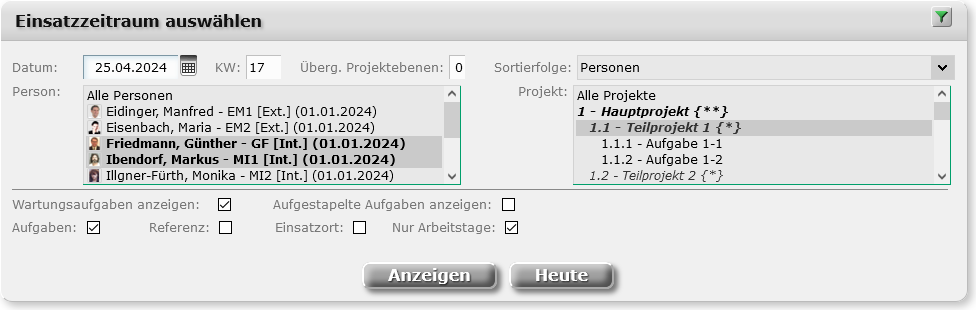 Einsatzzeitraum auswählen
Datum: 25.04.2024 KW: 17 Überg. Projektebenen: 0 Sortierfolge: Personen
Person:
Alle Personen
Eidinger, Manfred - EM1 [Ext.] (01.01.2024)
Eisenbach, Maria - EM2 [Ext.] (01.01.2024)
Friedmann, Günther - GF [Int.] (01.01.2024)
Ibendorf, Markus - MI1 [Int.] (01.01.2024)
Illgner-Fürth, Monika - MI2 [Int.] (01.01.2024)
Projekt:
Alle Projekte
1 - Hauptprojekt {**}
1.1 - Teilprojekt 1 {*}
1.1.1 - Aufgabe 1-1
1.1.2 - Aufgabe 1-2
1.2 - Teilprojekt 2 {*}
Wartungsaufgaben anzeigen: Aufgestapelte Aufgaben anzeigen:
Aufgaben: Referenz: Einsatzort: Nur Arbeitstage:
Anzeigen Heute